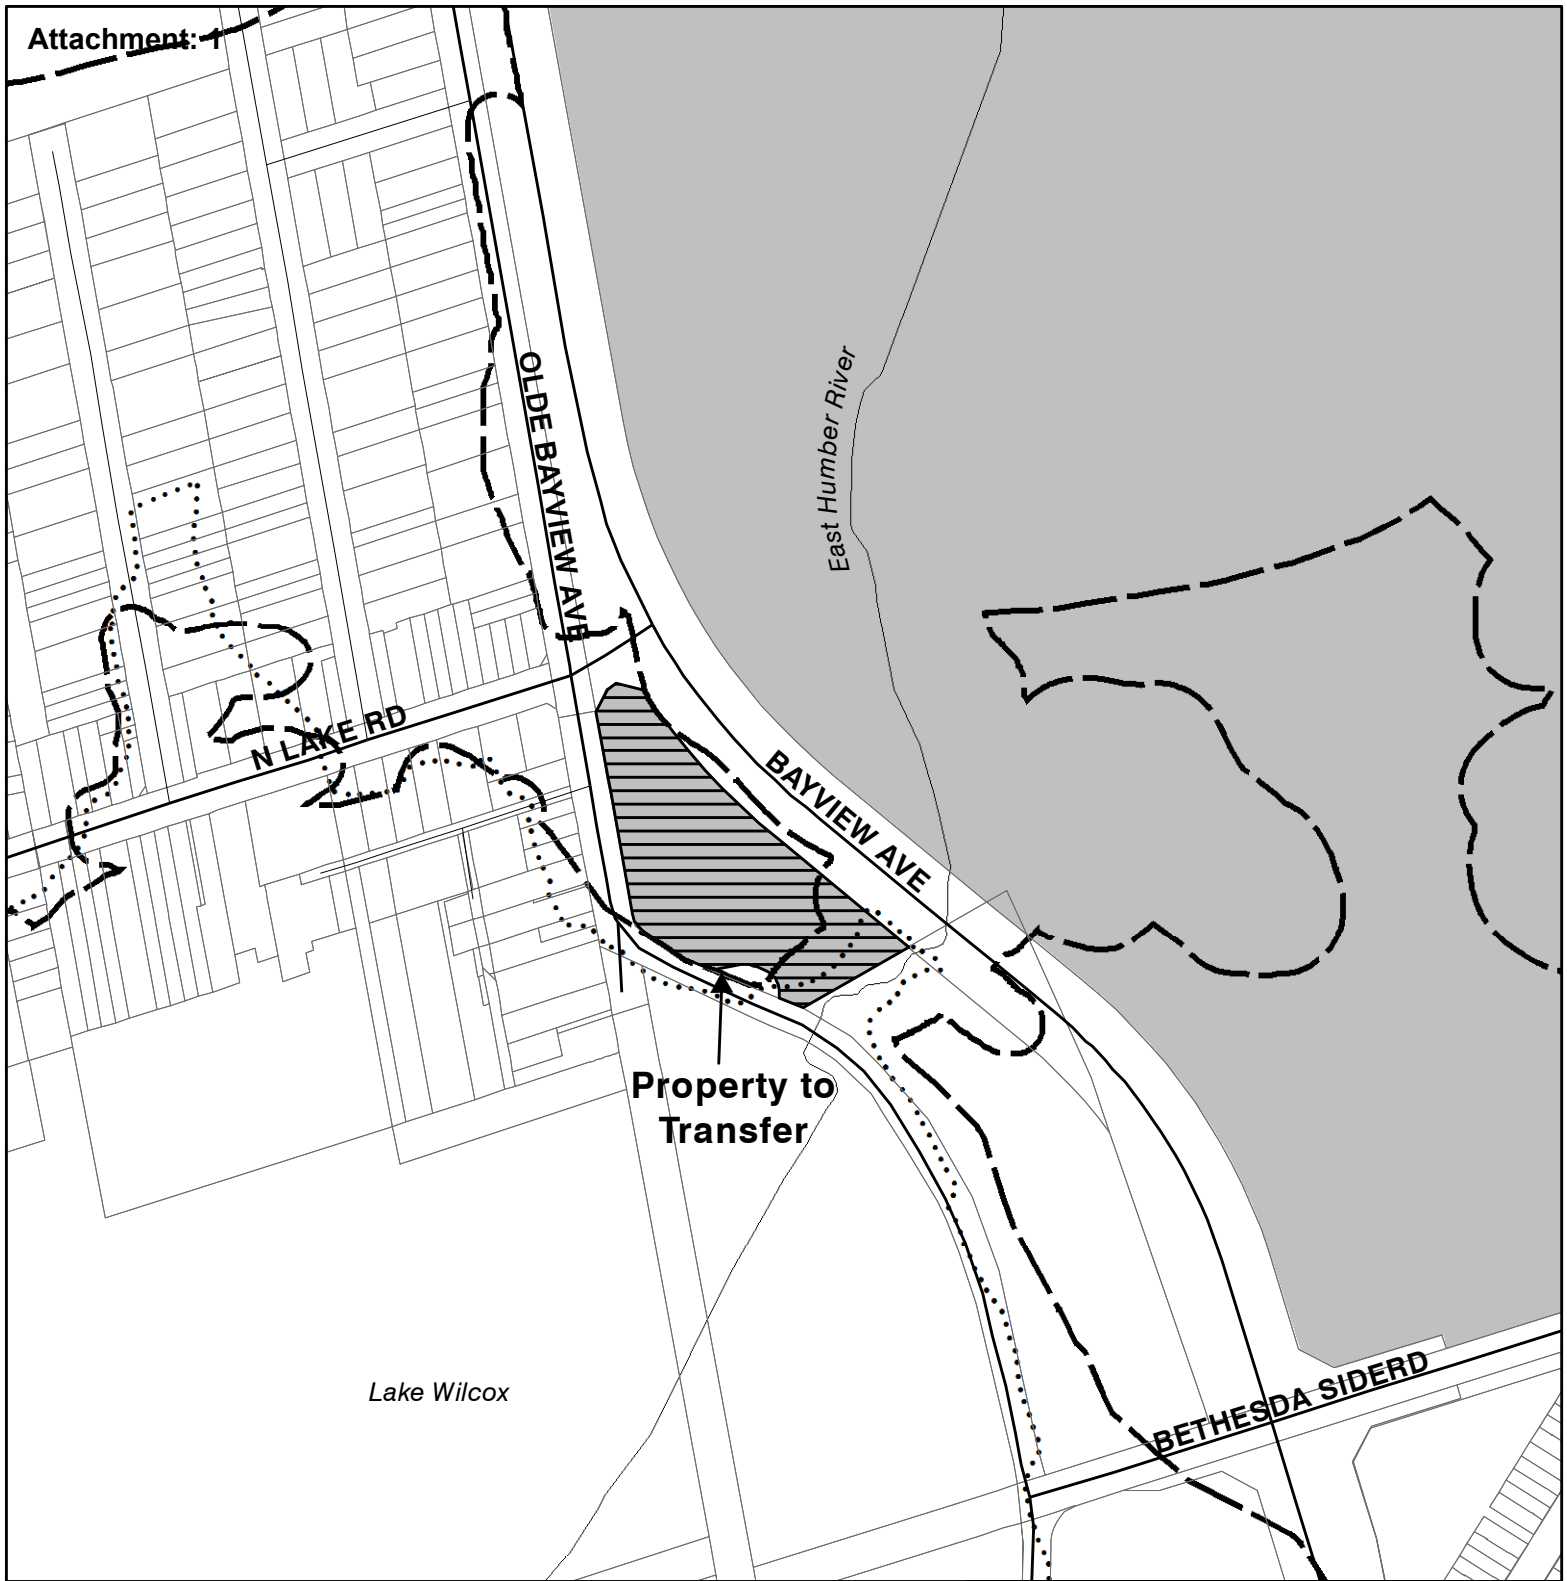 Attachment: 1
OLDE BAYVIEW AVE
East Humber River
N LAKE RD
BAYVIEW AVE
Property to
Transfer
Lake Wilcox
BETHESDA SIDERD